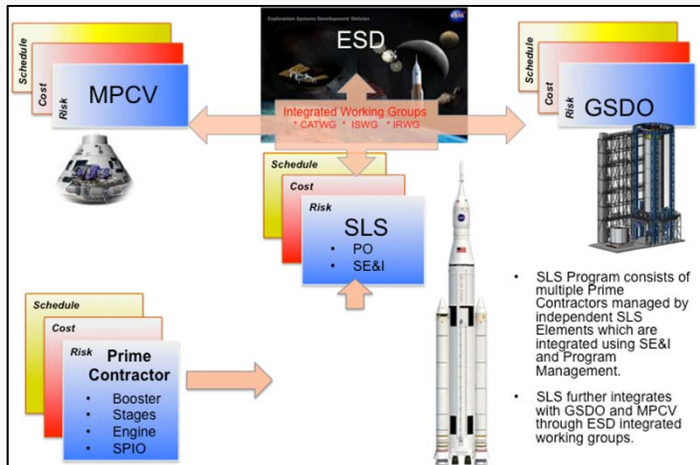 Exploration Systems Development Division
NASA
ESD
Schedule
Cost
Risk
MPCV
Integrated Working Groups
* CATWG * ISWG * IRWG
Schedule
Cost
Risk
GSDO
Schedule
Cost
Risk
SLS
• PO
• SE&I
Schedule
Cost
Risk
Prime
Contractor
• Booster
• Stages
• Engine
• SPIO
• SLS Program consists of
multiple Prime
Contractors managed by
independent SLS
Elements which are
integrated using SE&I
and Program
Management.
• SLS further integrates
with GSDO and MPCV
through ESD integrated
working groups.